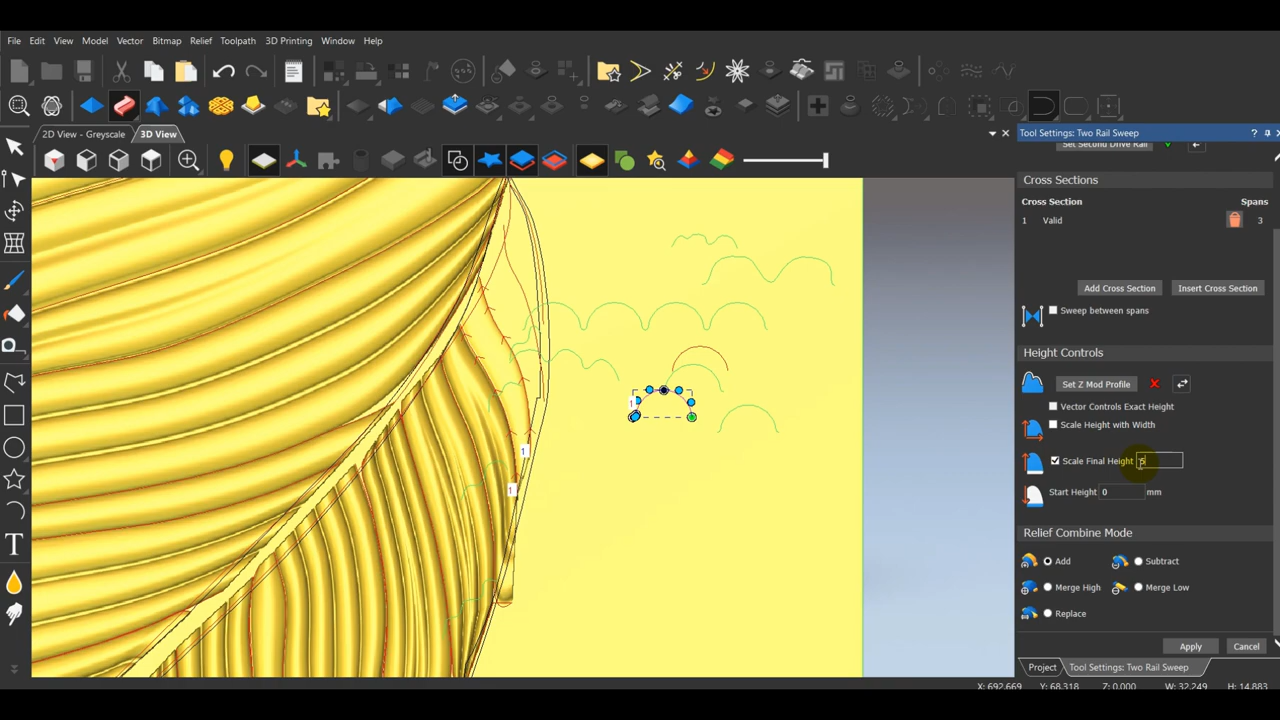 File Edit View Model Vector Bitmap Relief Toolpath 3D Printing Window Help
2D View - Greyscale 3D View
Tool Settings: Two Rail Sweep
Set Second Drive Rail
Cross Sections
Cross Section Spans
1 Valid 3
Add Cross Section Insert Cross Section
Sweep between spans
Height Controls
Set Z Mod Profile
Vector Controls Exact Height
Scale Height with Width
Scale Final Height
Start Height 0 mm
Relief Combine Mode
Add Subtract
Merge High Merge Low
Replace
Apply Cancel
Project Tool Settings: Two Rail Sweep
X: 692.669 Y: 68.318 Z: 0.000 W: 32.249 H: 14.883
1
1
1
T